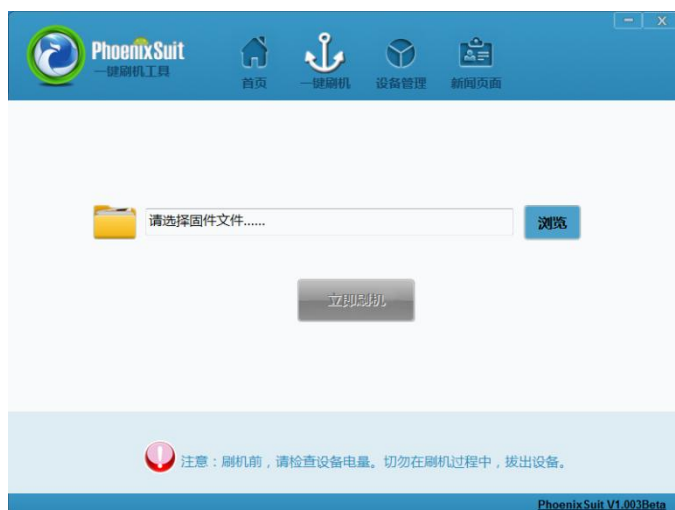 PhoenixSuit
一键刷机工具
首页
一键刷机
设备管理
新闻页面
请选择固件文件......
浏览
立即刷机
注意：刷机前，请检查设备电量。切勿在刷机过程中，拔出设备。
PhoenixSuit V1.003Beta